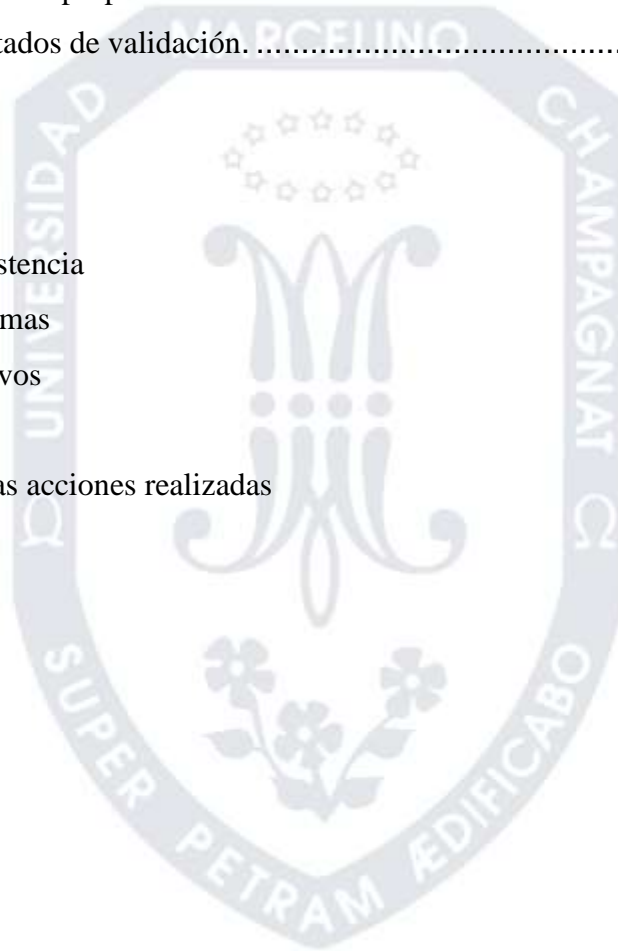 tados de validación. ......................................
stencia
mas
vos
as acciones realizadas
UNIVERSIDAD MARCELINO CHAMPAGNAT
SUPER PETRAM ÆDIFICABO